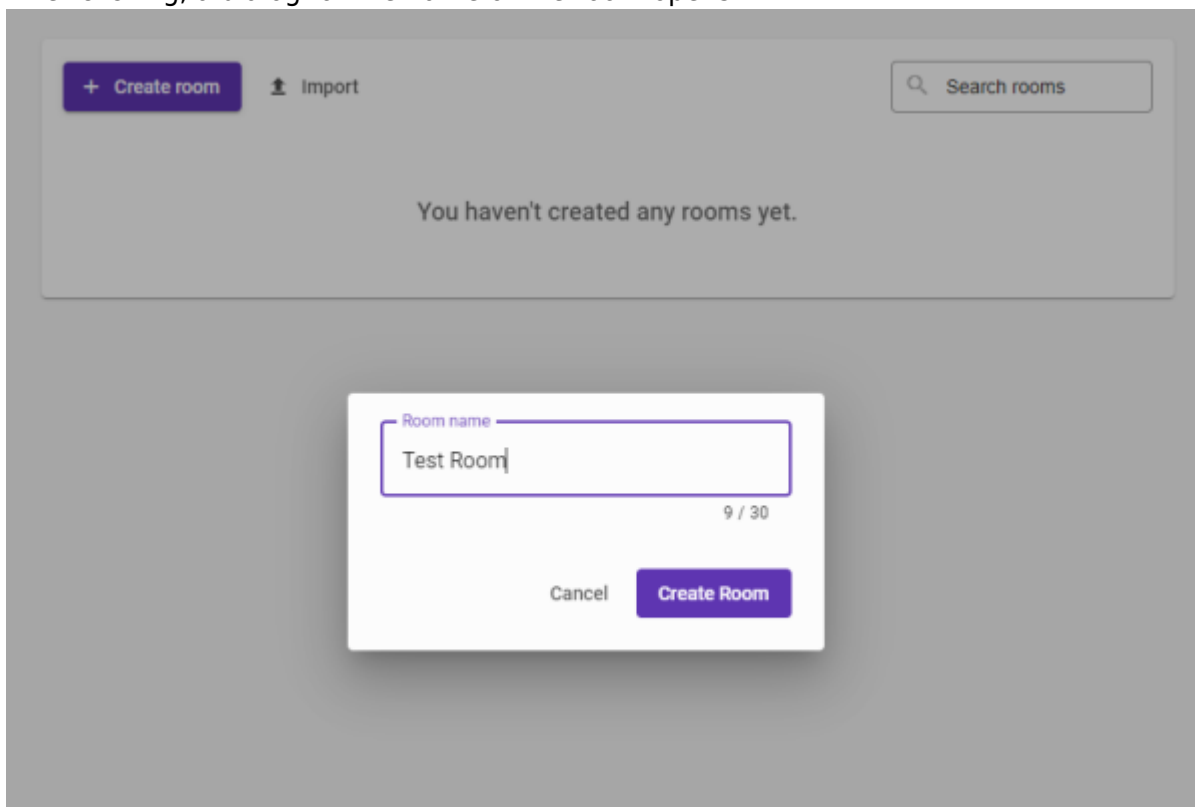 + Create room Import Search rooms
You haven't created any rooms yet.
Room name
Test Room
9 / 30
Cancel Create Room